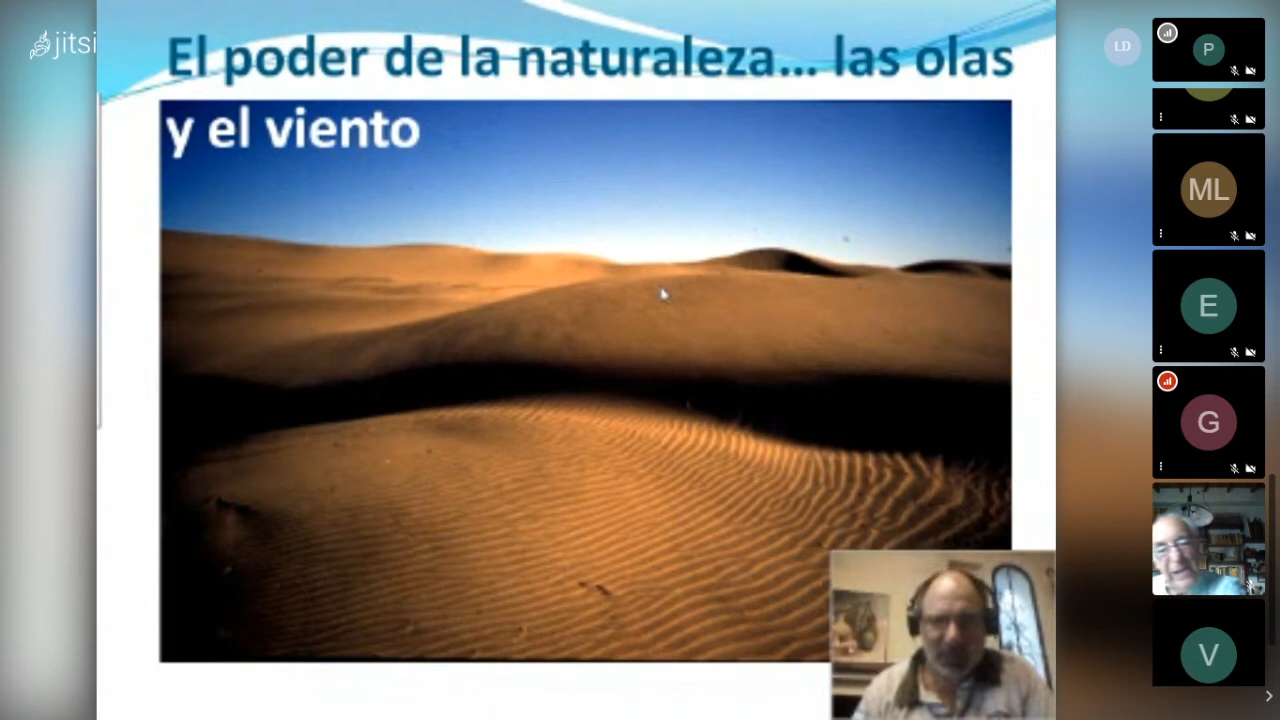 jitsi
El poder de la naturaleza... las olas
y el viento
LD
P
ML
E
G
V